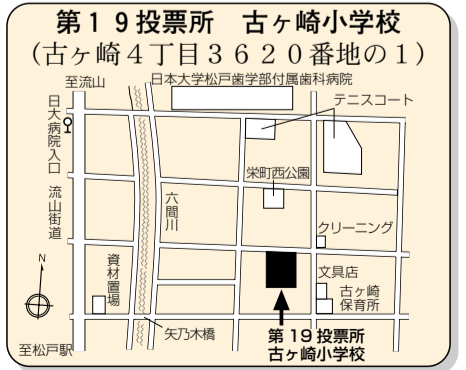 第１９投票所　古ヶ崎小学校
(古ヶ崎４丁目３６２０番地の１)
至流山
日本大学松戸歯学部付属歯科病院
テニスコート
日大病院入口
流山街道
栄町西公園
六間川
クリーニング
N
資材置場
文具店
古ヶ崎
保育所
矢乃木橋
第19投票所
古ヶ崎小学校
至松戸駅